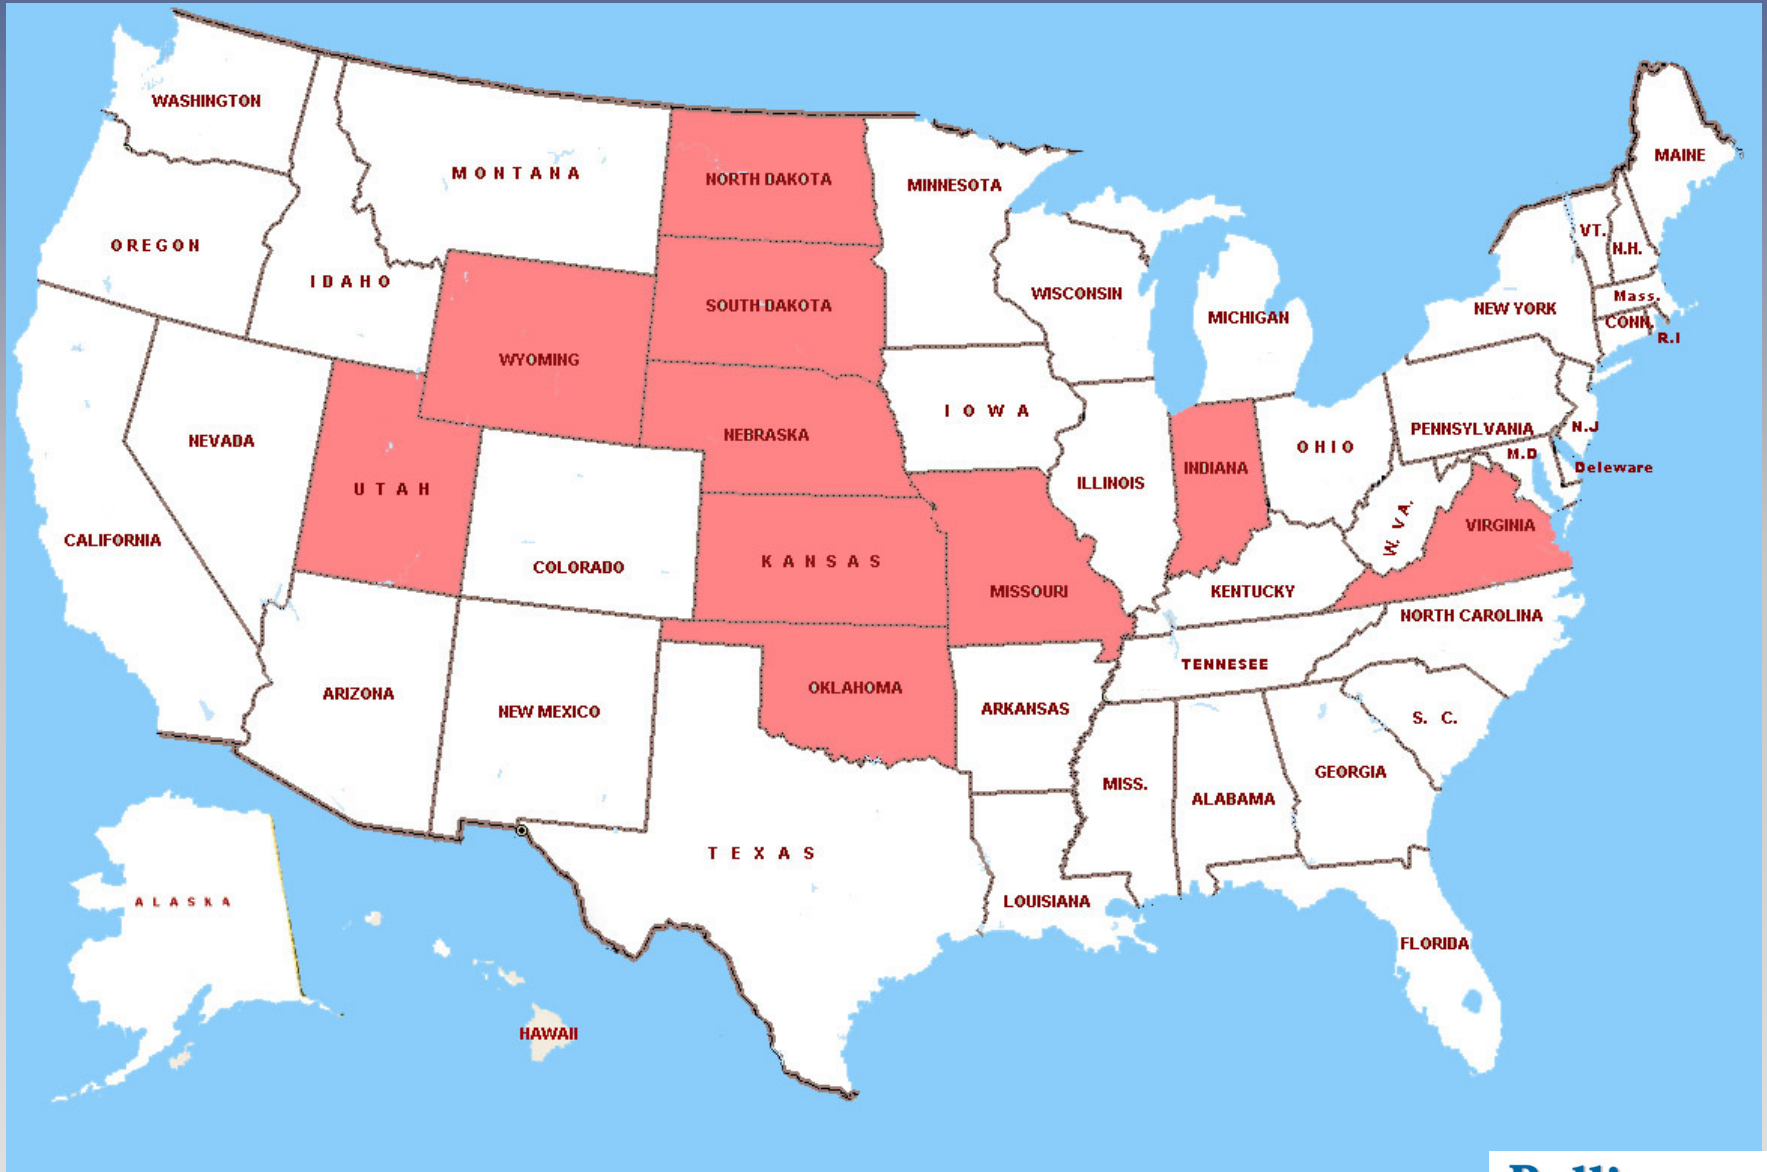 WASHINGTON
MAINE
MONTANA
NORTH DAKOTA
MINNESOTA
VT.
OREGON
N.H.
IDAHO
WISCONSIN
Mass.
SOUTH DAKOTA
NEW YORK
MICHIGAN
CONN.
R.I
WYOMING
IOWA
N.J
PENNSYLVANIA
NEBRASKA
NEVADA
OHIO
M.D
INDIANA
Deleware
ILLINOIS
UTAH
W. VA.
VIRGINIA
CALIFORNIA
KANSAS
COLORADO
MISSOURI
KENTUCKY
NORTH CAROLINA
TENNESEE
OKLAHOMA
ARIZONA
NEW MEXICO
ARKANSAS
S. C.
GEORGIA
MISS.
ALABAMA
TEXAS
ALASKA
LOUISIANA
FLORIDA
HAWAII